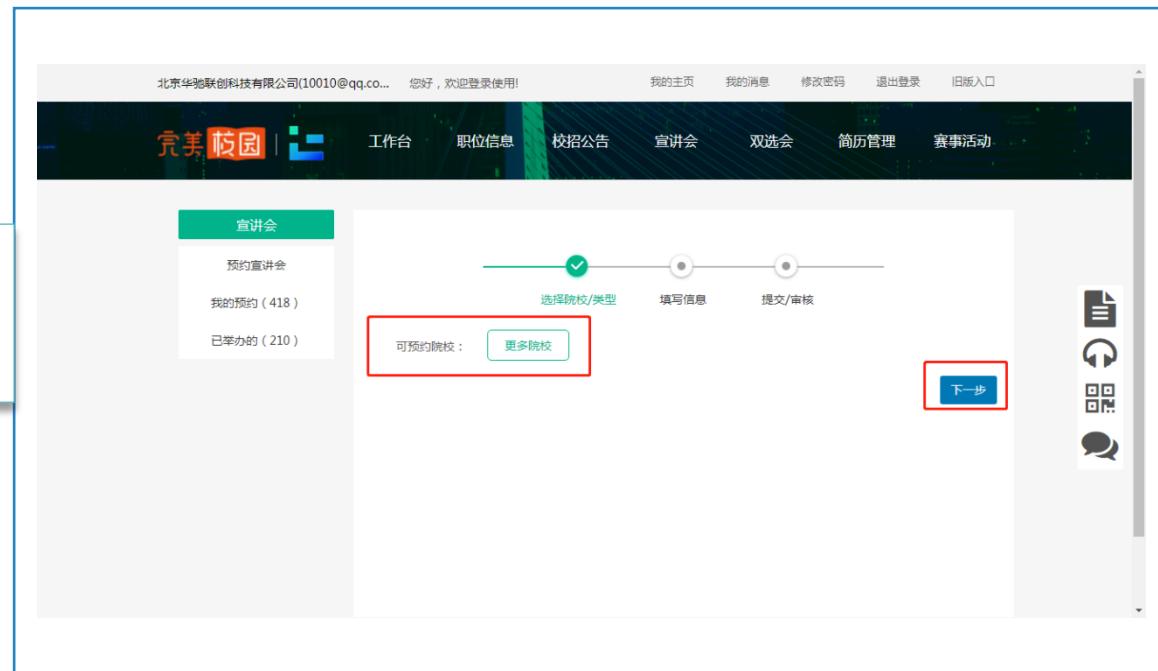 北京华驰联创科技有限公司(10010@qq.co... 您好，欢迎登录使用! 我的主页 我的消息 修改密码 退出登录 旧版入口
完美校园 工作台 职位信息 校招公告 宣讲会 双选会 简历管理 赛事活动
宣讲会
预约宣讲会
我的预约（418）
已举办的（210）
选择院校/类型 填写信息 提交/审核
可预约院校： 更多院校
下一步